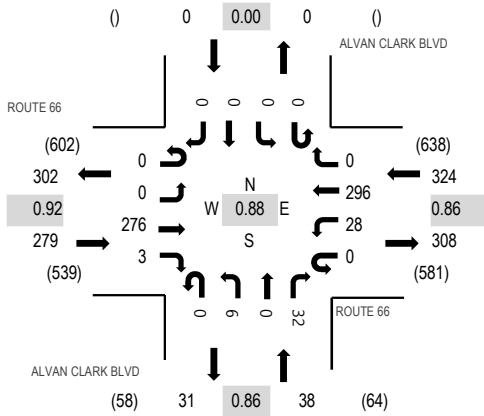 () 0 0.00 0 ()
ALVAN CLARK BLVD
ROUTE 66
0 0 0 0
(602) (638)
302 0 0 324
0 N 296
0.92 W 0.88 E 0.86
279 276 S 28 308
3 0
(539) (581)
0 6 0 32
ROUTE 66
ALVAN CLARK BLVD
(58) 31 0.86 38 (64)